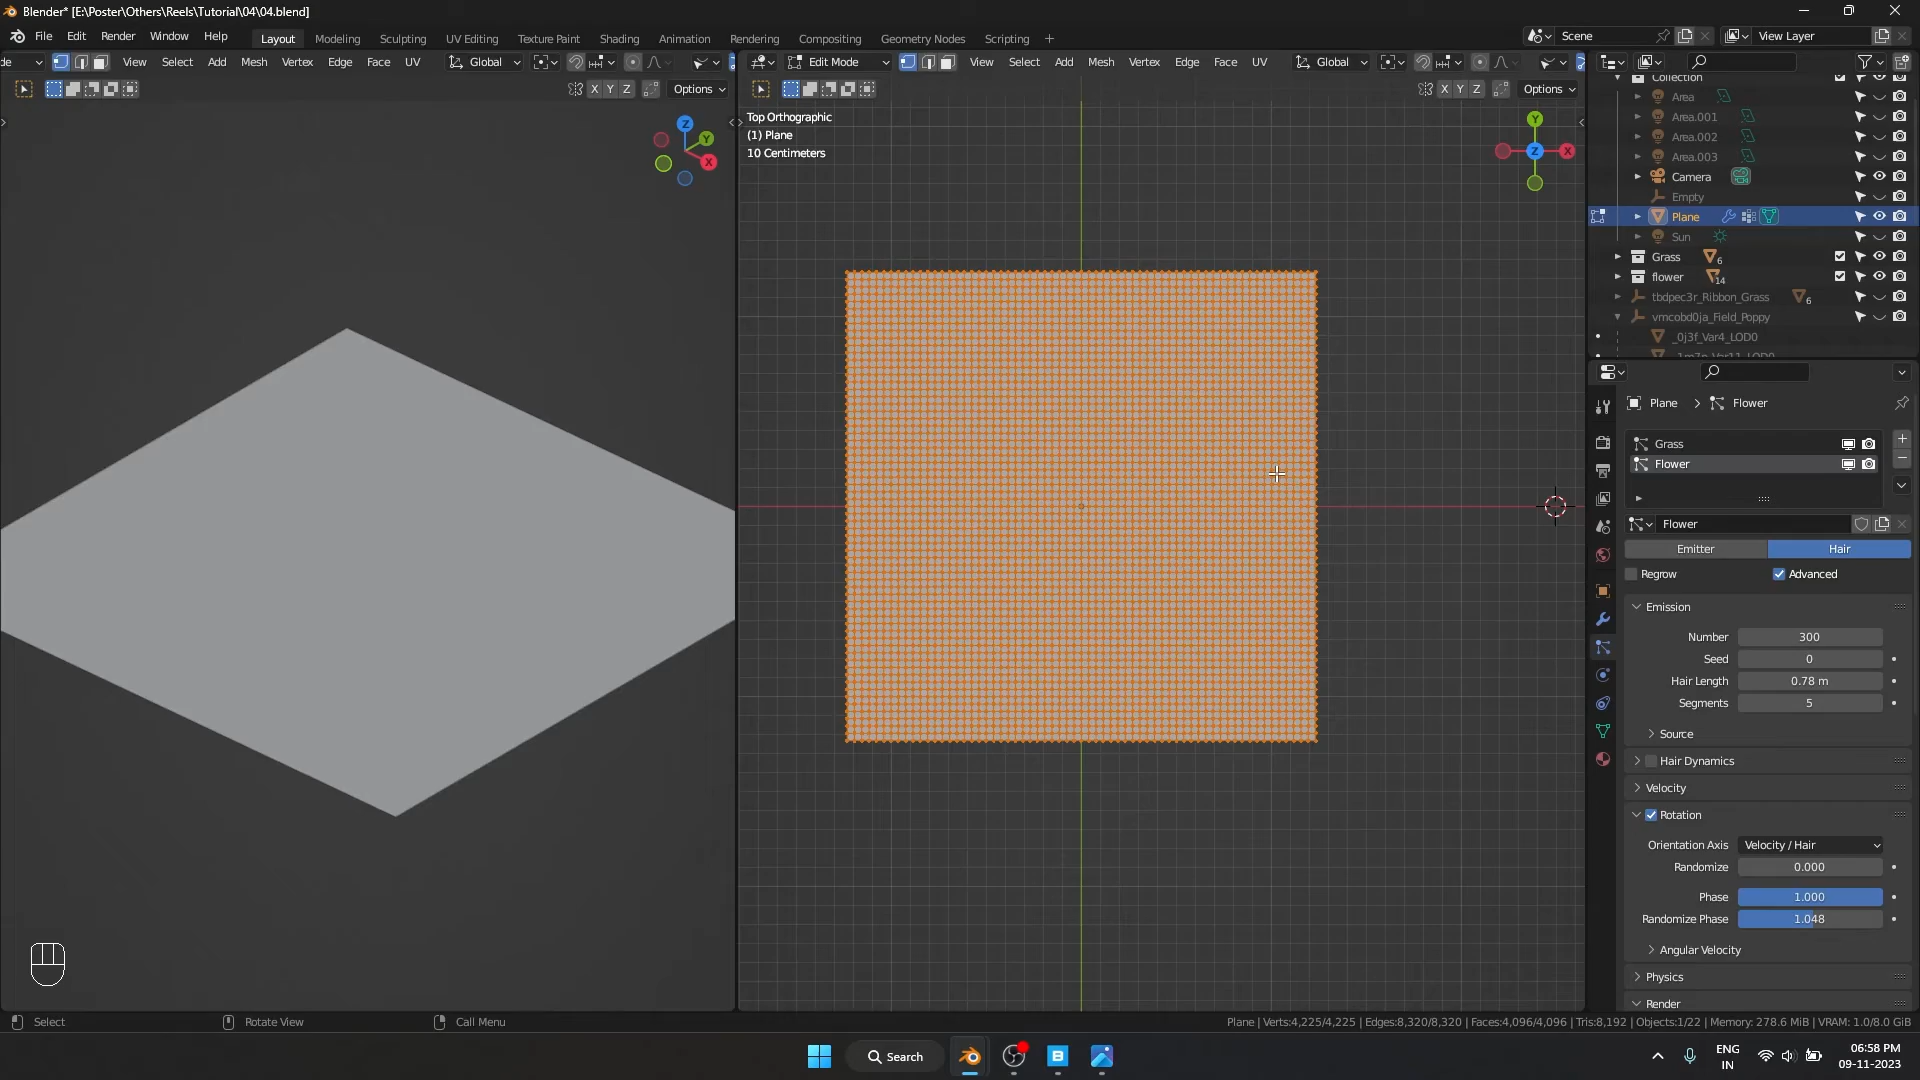 Blender* [E:\Poster\Others\Reels\Tutorial\04\04.blend]
File Edit Render Window Help Layout Modeling Sculpting UV Editing Texture Paint Shading Animation Rendering Compositing Geometry Nodes Scripting + Scene View Layer
de View Select Add Mesh Vertex Edge Face UV Global
Edit Mode View Select Add Mesh Vertex Edge Face UV Global
X Y Z Options
X Y Z Options
Z Y X
Top Orthographic
(1) Plane
10 Centimeters
Y Z X
Collection
Area
Area.001
Area.002
Area.003
Camera
Empty
Plane
Sun
Grass 6
flower 14
tbdpec3r_Ribbon_Grass 6
vmcobd0ja_Field_Poppy
_0j3f_Var4_LOD0
_1m7p_Var11_LOD0
Plane > Flower
Grass
Flower
Flower
Emitter Hair
Regrow Advanced
Emission
Number 300
Seed 0
Hair Length 0.78 m
Segments 5
Source
Hair Dynamics
Velocity
Rotation
Orientation Axis Velocity / Hair
Randomize 0.000
Phase 1.000
Randomize Phase 1.048
Angular Velocity
Physics
Render
Select Rotate View Call Menu
Plane | Verts:4,225/4,225 | Edges:8,320/8,320 | Faces:4,096/4,096 | Tris:8,192 | Objects:1/22 | Memory: 278.6 MiB | VRAM: 1.0/8.0 GiB
Search
ENG
IN
06:58 PM
09-11-2023